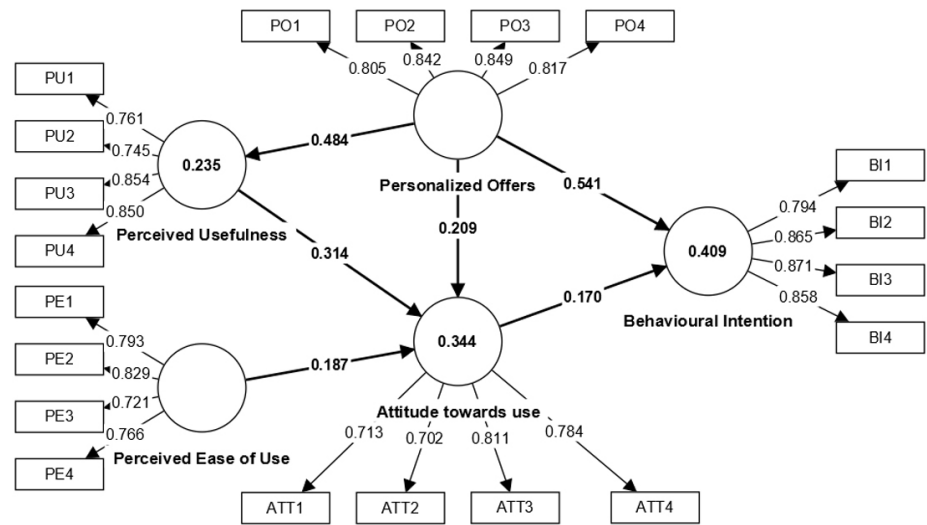 PO1
PO2
PO3
PO4
0.805
0.842
0.849
0.817
PU1
PU2
PU3
PU4
0.761
0.745
0.854
0.850
0.235
Perceived Usefulness
0.484
Personalized Offers
0.541
0.209
0.314
BI1
BI2
BI3
BI4
0.794
0.865
0.871
0.858
0.409
Behavioural Intention
0.170
PE1
PE2
PE3
PE4
0.793
0.829
0.721
0.766
Perceived Ease of Use
0.187
0.344
Attitude towards use
0.713
0.702
0.811
0.784
ATT1
ATT2
ATT3
ATT4